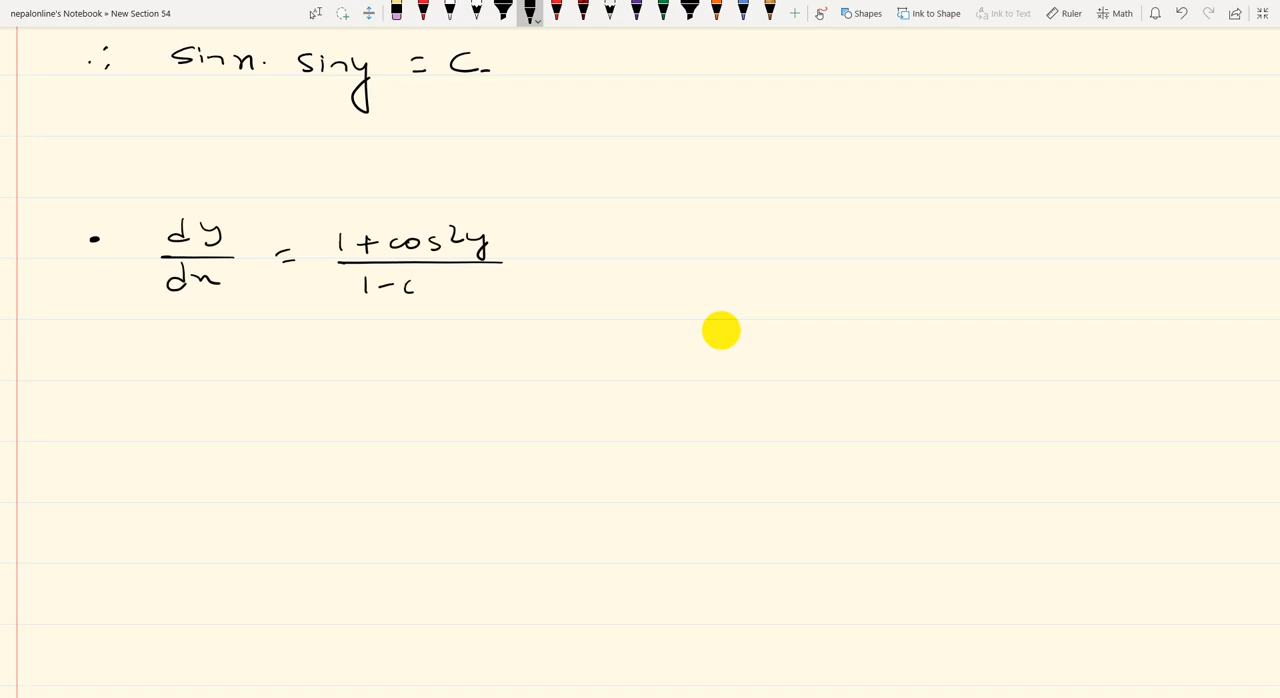 nepalonline's Notebook » New Section 54
Shapes Ink to Shape Ink to Text Ruler Math
∴ sinx. siny = C.
• dy/dx = 1+cos2y/1-c